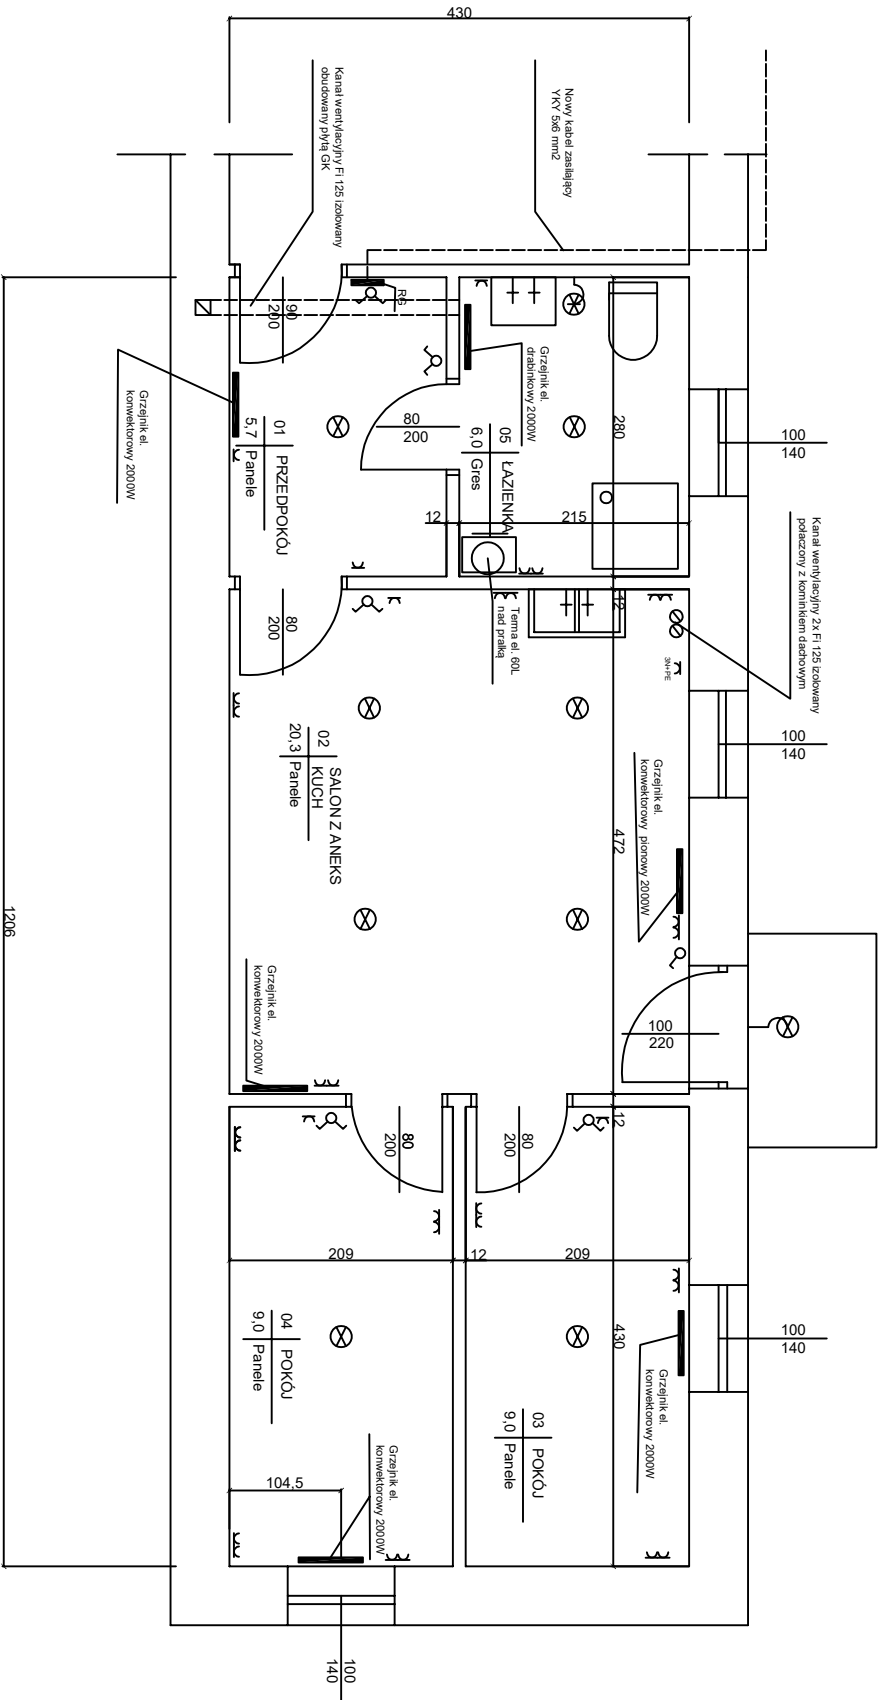 430
Nowy kabel zasilający
YKY 5x6 mm2
Kanał wentylacyjny Fi 125 izolowany
obudowany płytą GK
RG
90
200
Grzejnik el.
konwektorowy 2000W
Grzejnik el.
drabinkowy 2000W
280
100
140
80
200
01 PRZEDPOKÓJ
5,7 Panele
05 ŁAZIENKA
6,0 Gres
12
215
Kanał wentylacyjny 2x Fi 125 izolowany
połaczony z kominkiem dachowym
12
Terma el. 60L
nad pralką
3N+PE
80
200
100
140
02 SALON Z ANEKS
KUCH
20,3 Panele
Grzejnik el.
konwektorowy pionowy 2000W
472
1206
Grzejnik el.
konwektorowy 2000W
100
220
12
80
200
80
200
209
12
209
430
100
140
04 POKÓJ
9,0 Panele
03 POKÓJ
9,0 Panele
Grzejnik el.
konwektorowy 2000W
Grzejnik el.
konwektorowy 2000W
104,5
100
140